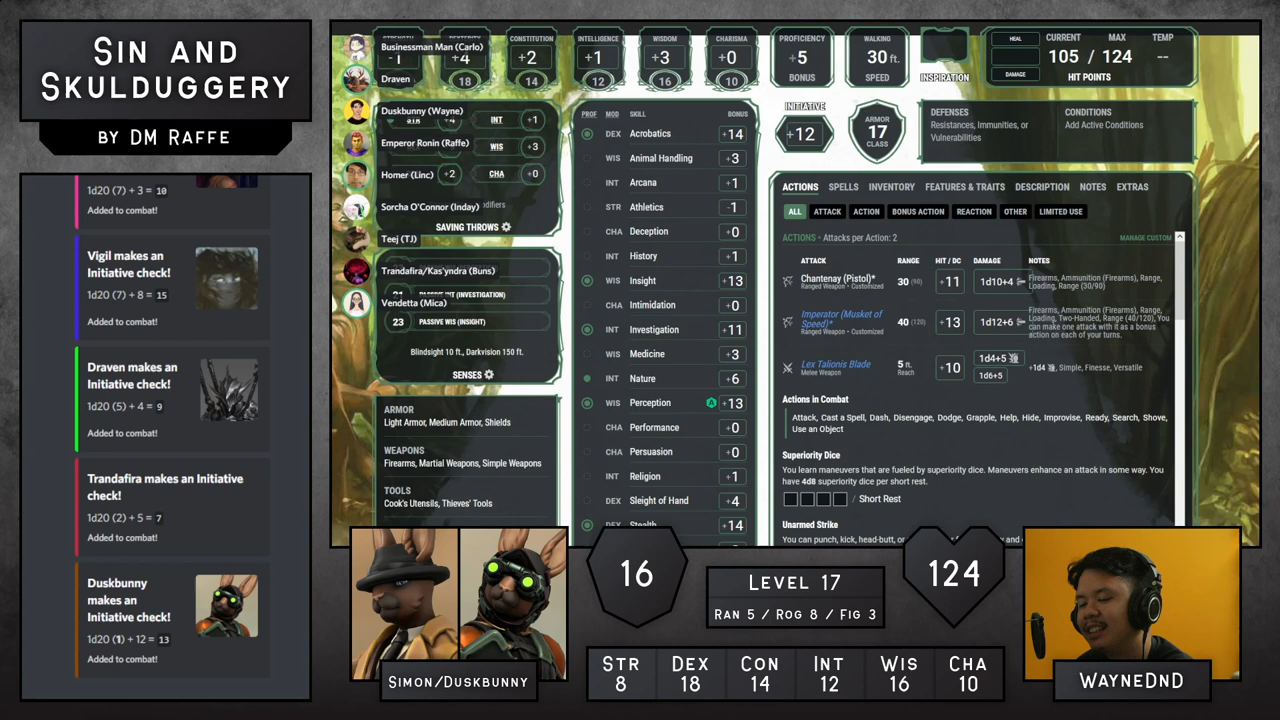 SIN AND
SKULDUGGERY
BY DM RAFFE
1d20 (7) + 3 = 10
Added to combat!
Vigil makes an
Initiative check!
1d20 (7) + 8 = 15
Added to combat!
Draven makes an
Initiative check!
1d20 (5) + 4 = 9
Added to combat!
Trandafira makes an Initiative
check!
1d20 (2) + 5 = 7
Added to combat!
Duskbunny
makes an
Initiative check!
1d20 (1) + 12 = 13
Added to combat!
Businessman Man (Carlo)
Draven
Duskbunny (Wayne)
Emperor Ronin (Raffe)
Homer (Linc)
Sorcha O'Connor (Inday)
Teej (TJ)
Trandafira/Kas'yndra (Buns)
Vendetta (Mica)
-1
+4
18
CONSTITUTION
+2
14
INTELLIGENCE
+1
12
WISDOM
+3
16
CHARISMA
+0
10
PROFICIENCY
+5
BONUS
WALKING
30 ft.
SPEED
INSPIRATION
HEAL
DAMAGE
CURRENT MAX TEMP
105 / 124 --
HIT POINTS
INT +1
WIS +3
+2 CHA +0
SAVING THROWS
PASSIVE INT (INVESTIGATION)
23 PASSIVE WIS (INSIGHT)
Blindsight 10 ft., Darkvision 150 ft.
SENSES
ARMOR
Light Armor, Medium Armor, Shields
WEAPONS
Firearms, Martial Weapons, Simple Weapons
TOOLS
Cook's Utensils, Thieves' Tools
PROF MOD SKILL BONUS
DEX Acrobatics +14
WIS Animal Handling +3
INT Arcana +1
STR Athletics -1
CHA Deception +0
INT History +1
WIS Insight +13
CHA Intimidation +0
INT Investigation +11
WIS Medicine +3
INT Nature +6
WIS Perception A +13
CHA Performance +0
CHA Persuasion +0
INT Religion +1
DEX Sleight of Hand +4
DEX Stealth +14
INITIATIVE
+12
ARMOR
17
CLASS
DEFENSES
Resistances, Immunities, or
Vulnerabilities
CONDITIONS
Add Active Conditions
ACTIONS SPELLS INVENTORY FEATURES & TRAITS DESCRIPTION NOTES EXTRAS
ALL ATTACK ACTION BONUS ACTION REACTION OTHER LIMITED USE
ACTIONS • Attacks per Action: 2
MANAGE CUSTOM
ATTACK RANGE HIT / DC DAMAGE NOTES
Chantenay (Pistol)*
Ranged Weapon • Customized
30 (90) +11 1d10+4
Firearms, Ammunition (Firearms), Range,
Loading, Range (30/90)
Imperator (Musket of
Speed)*
Ranged Weapon • Customized
40 (120) +13 1d12+6
Firearms, Ammunition (Firearms), Range,
Loading, Two-Handed, Range (40/120), You
can make one attack with it as a bonus
action on each of your turns.
Lex Talionis Blade
Melee Weapon
5 ft.
Reach
+10
1d4+5
1d6+5
+1d4, Simple, Finesse, Versatile
Actions in Combat
Attack, Cast a Spell, Dash, Disengage, Dodge, Grapple, Help, Hide, Improvise, Ready, Search, Shove,
Use an Object
Superiority Dice
You learn maneuvers that are fueled by superiority dice. Maneuvers enhance an attack in some way. You
have 4d8 superiority dice per short rest.
/ Short Rest
Unarmed Strike
You can punch, kick, head-butt, or
SIMON/DUSKBUNNY
16
LEVEL 17
RAN 5 / ROG 8 / FIG 3
124
STR
8
DEX
18
CON
14
INT
12
WIS
16
CHA
10
WAYNEDND